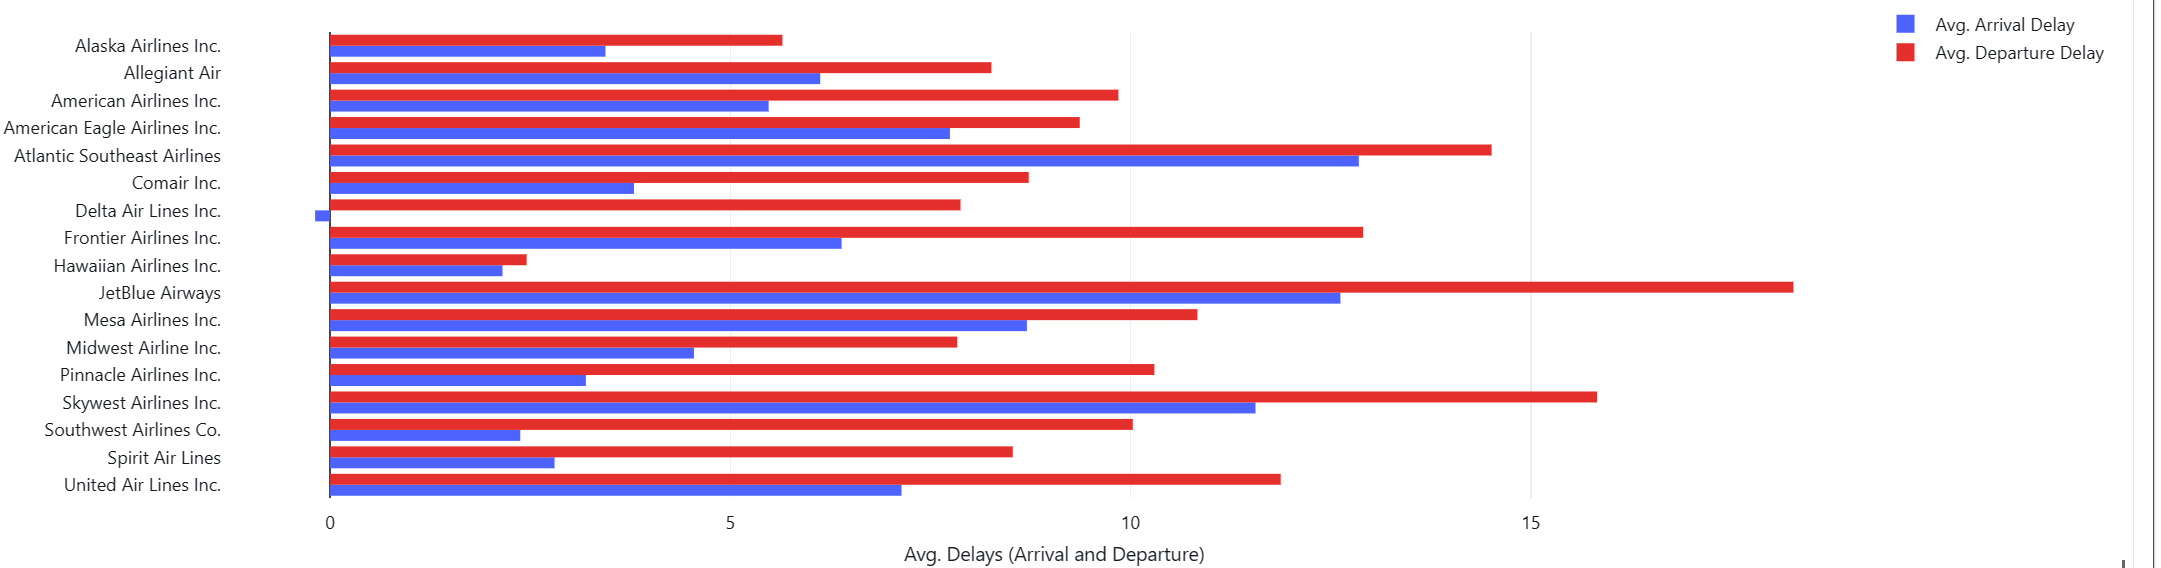 Avg. Arrival Delay
Avg. Departure Delay
Alaska Airlines Inc.
Allegiant Air
American Airlines Inc.
American Eagle Airlines Inc.
Atlantic Southeast Airlines
Comair Inc.
Delta Air Lines Inc.
Frontier Airlines Inc.
Hawaiian Airlines Inc.
JetBlue Airways
Mesa Airlines Inc.
Midwest Airline Inc.
Pinnacle Airlines Inc.
Skywest Airlines Inc.
Southwest Airlines Co.
Spirit Air Lines
United Air Lines Inc.
0 5 10 15
Avg. Delays (Arrival and Departure)